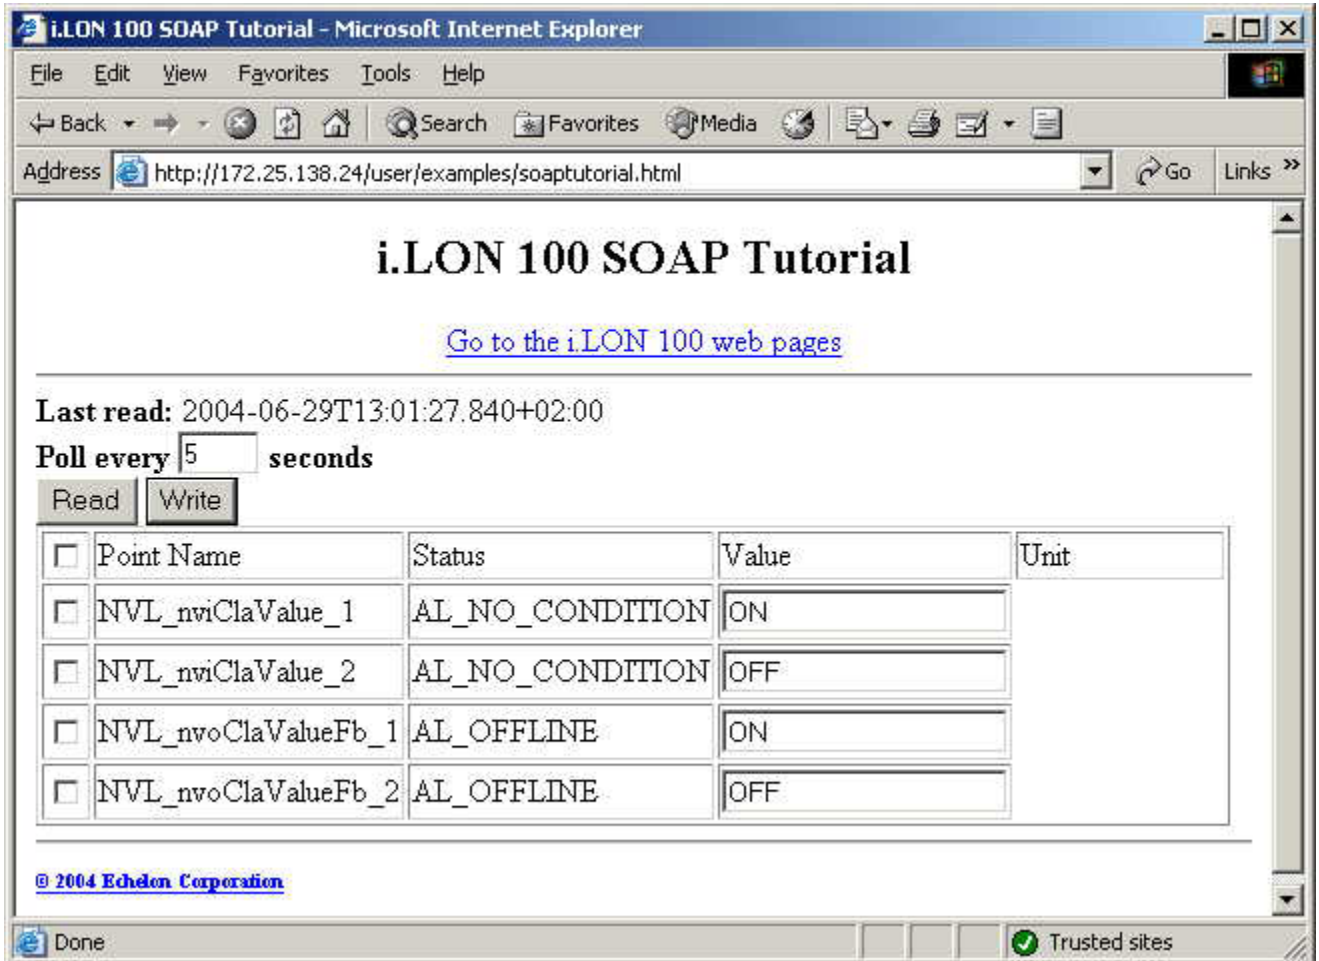 i.LON 100 SOAP Tutorial - Microsoft Internet Explorer
File Edit View Favorites Tools Help
Back Search Favorites Media
Address http://172.25.138.24/user/examples/soaptutorial.html Go Links »
i.LON 100 SOAP Tutorial
Go to the i.LON 100 web pages
Last read: 2004-06-29T13:01:27.840+02:00
Poll every 5 seconds
Read Write
Point Name Status Value Unit
NVL_nviClaValue_1 AL_NO_CONDITION ON
NVL_nviClaValue_2 AL_NO_CONDITION OFF
NVL_nvoClaValueFb_1 AL_OFFLINE ON
NVL_nvoClaValueFb_2 AL_OFFLINE OFF
© 2004 Echelon Corporation
Done Trusted sites